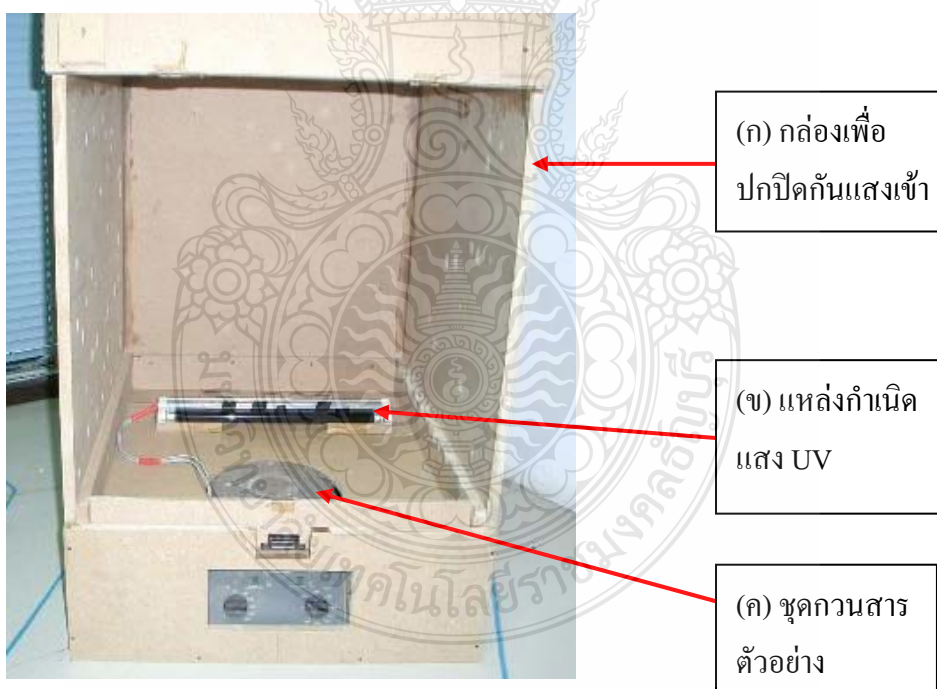 (ก) กล่องเพื่อ
ปกปิดกันแสงเข้า
(ข) แหล่งกำเนิด
แสง UV
(ค) ชุดกวนสาร
ตัวอย่าง